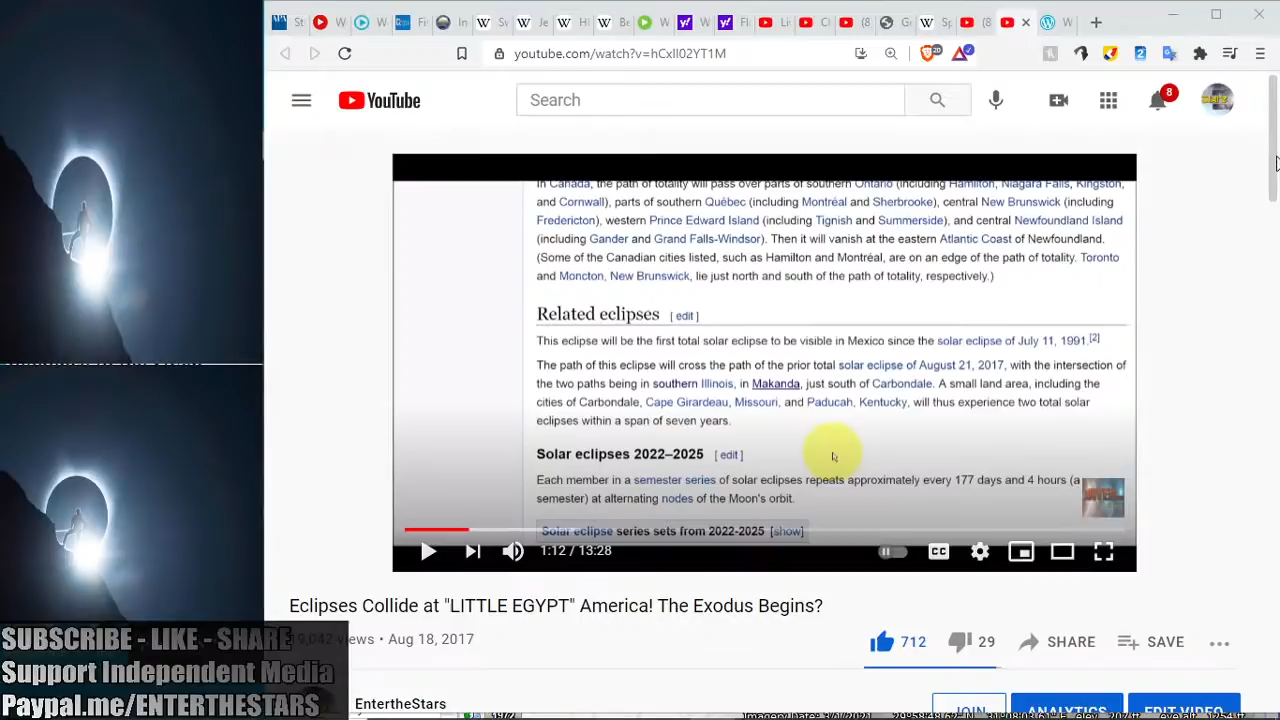 youtube.com/watch?v=hCxII02YT1M
20
YouTube
Search
8
In Canada, the path of totality will pass over parts of southern Ontario (including Hamilton, Niagara Falls, Kingston,
and Cornwall), parts of southern Québec (including Montréal and Sherbrooke), central New Brunswick (including
Fredericton), western Prince Edward Island (including Tignish and Summerside), and central Newfoundland Island
(including Gander and Grand Falls-Windsor). Then it will vanish at the eastern Atlantic Coast of Newfoundland.
(Some of the Canadian cities listed, such as Hamilton and Montréal, are on an edge of the path of totality. Toronto
and Moncton, New Brunswick, lie just north and south of the path of totality, respectively.)
Related eclipses [ edit ]
This eclipse will be the first total solar eclipse to be visible in Mexico since the solar eclipse of July 11, 1991.[2]
The path of this eclipse will cross the path of the prior total solar eclipse of August 21, 2017, with the intersection of
the two paths being in southern Illinois, in Makanda, just south of Carbondale. A small land area, including the
cities of Carbondale, Cape Girardeau, Missouri, and Paducah, Kentucky, will thus experience two total solar
eclipses within a span of seven years.
Solar eclipses 2022–2025 [ edit ]
Each member in a semester series of solar eclipses repeats approximately every 177 days and 4 hours (a
semester) at alternating nodes of the Moon's orbit.
Solar eclipse series sets from 2022-2025 [show]
1:12 / 13:28
CC
Eclipses Collide at "LITTLE EGYPT" America! The Exodus Begins?
19,042 views • Aug 18, 2017
712
29
SHARE
SAVE
SUBSCRIBE - LIKE - SHARE
Support Independent Media
Paypal.me/ENTERTHESTARS
EntertheStars
JOIN
ANALYTICS
EDIT VIDEO